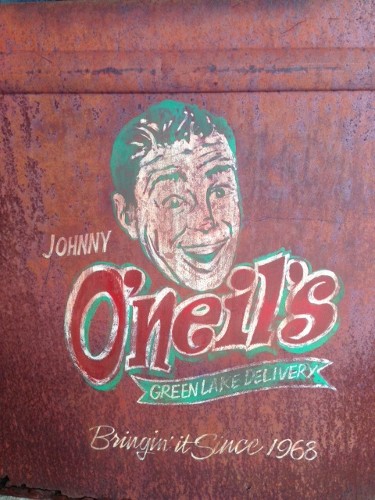 JOHNNY
O'neil's
GREEN LAKE DELIVERY
Bringin' it Since 1968